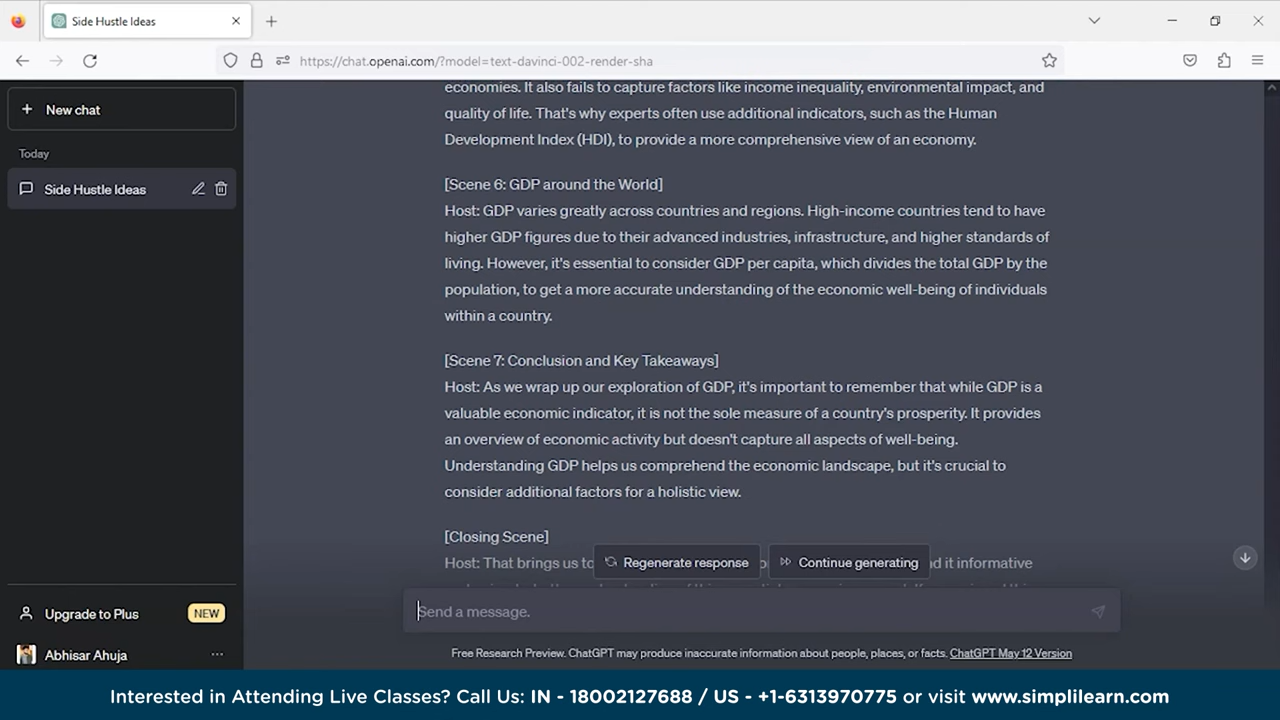 Side Hustle Ideas
https://chat.openai.com/?model=text-davinci-002-render-sha
New chat
Today
Side Hustle Ideas
economies. It also fails to capture factors like income inequality, environmental impact, and
quality of life. That's why experts often use additional indicators, such as the Human
Development Index (HDI), to provide a more comprehensive view of an economy.
[Scene 6: GDP around the World]
Host: GDP varies greatly across countries and regions. High-income countries tend to have
higher GDP figures due to their advanced industries, infrastructure, and higher standards of
living. However, it's essential to consider GDP per capita, which divides the total GDP by the
population, to get a more accurate understanding of the economic well-being of individuals
within a country.
[Scene 7: Conclusion and Key Takeaways]
Host: As we wrap up our exploration of GDP, it's important to remember that while GDP is a
valuable economic indicator, it is not the sole measure of a country's prosperity. It provides
an overview of economic activity but doesn't capture all aspects of well-being.
Understanding GDP helps us comprehend the economic landscape, but it's crucial to
consider additional factors for a holistic view.
[Closing Scene]
Host: That brings us to
it informative
Regenerate response
Continue generating
Send a message.
Upgrade to Plus
NEW
Abhisar Ahuja
Free Research Preview. ChatGPT may produce inaccurate information about people, places, or facts. ChatGPT May 12 Version
Interested in Attending Live Classes? Call Us: IN - 18002127688 / US - +1-6313970775 or visit www.simplilearn.com